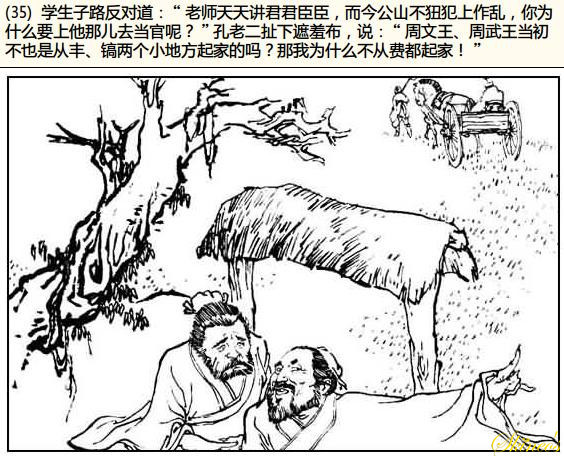 (35) 学生子路反对道：“老师天天讲君君臣臣，而今公山不狃犯上作乱，你为
什么要上他那儿去当官呢？”孔老二扯下遮羞布，说：“周文王、周武王当初
不也是从丰、镐两个小地方起家的吗？那我为什么不从费都起家！”